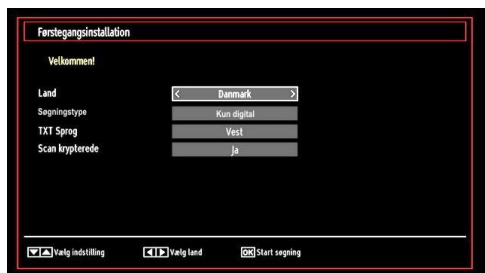 Førstegangsinstallation
Velkommen!
Land < Danmark >
Søgningstype Kun digital
TXT Sprog Vest
Scan krypterede Ja
Vælg indstilling Vælg land OK Start søgning